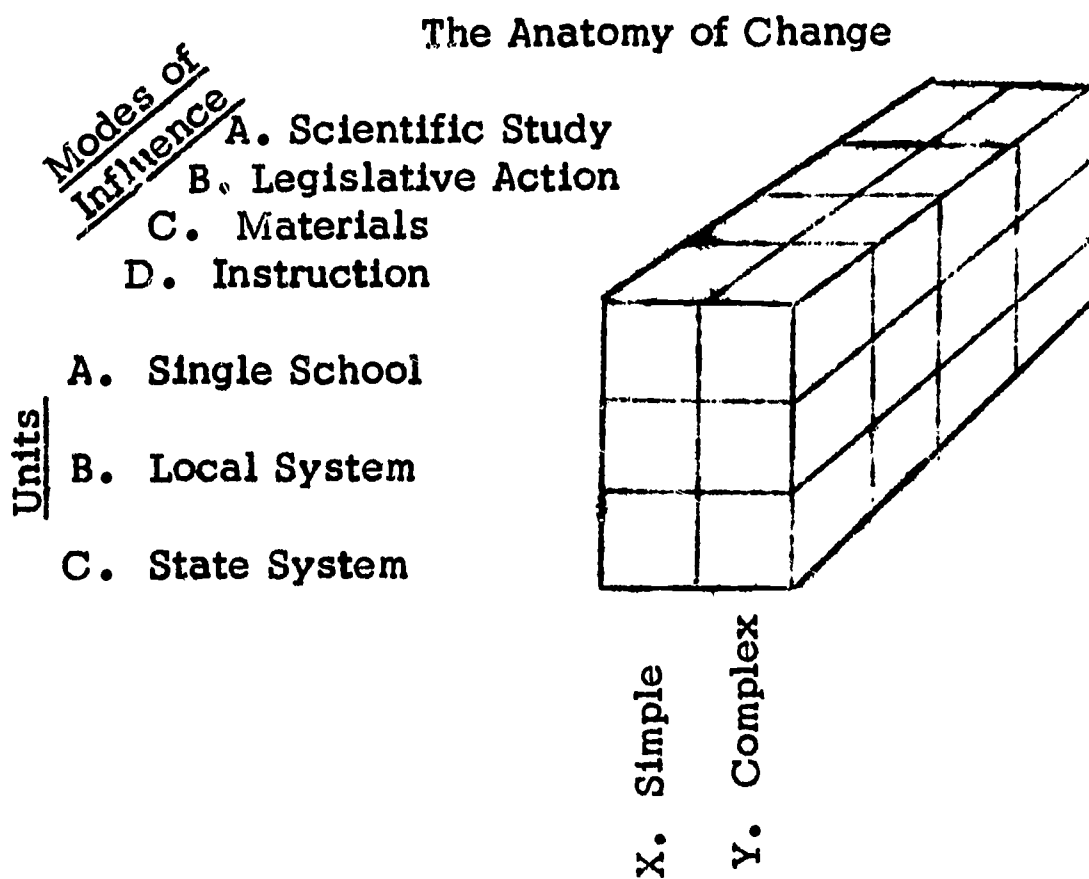 The Anatomy of Change
Modes of
Influence
A. Scientific Study
B. Legislative Action
C. Materials
D. Instruction
Units
A. Single School
B. Local System
C. State System
X. Simple
Y. Complex